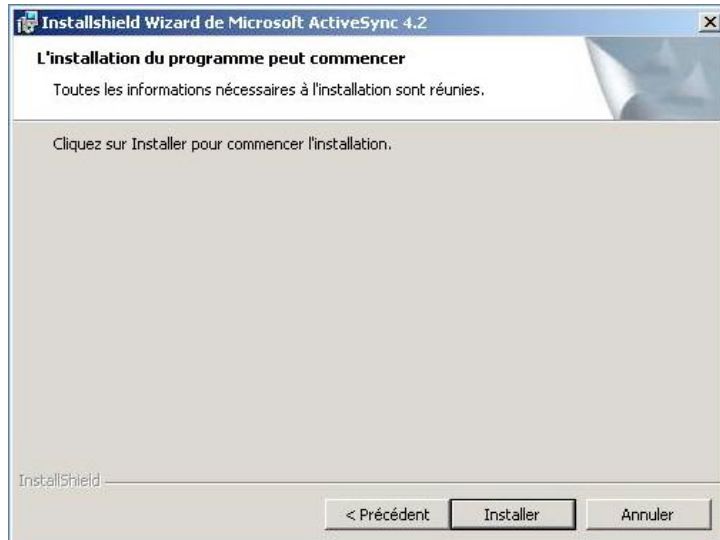 Installshield Wizard de Microsoft ActiveSync 4.2
L'installation du programme peut commencer
Toutes les informations nécessaires à l'installation sont réunies.
Cliquez sur Installer pour commencer l'installation.
InstallShield
< Précédent Installer Annuler